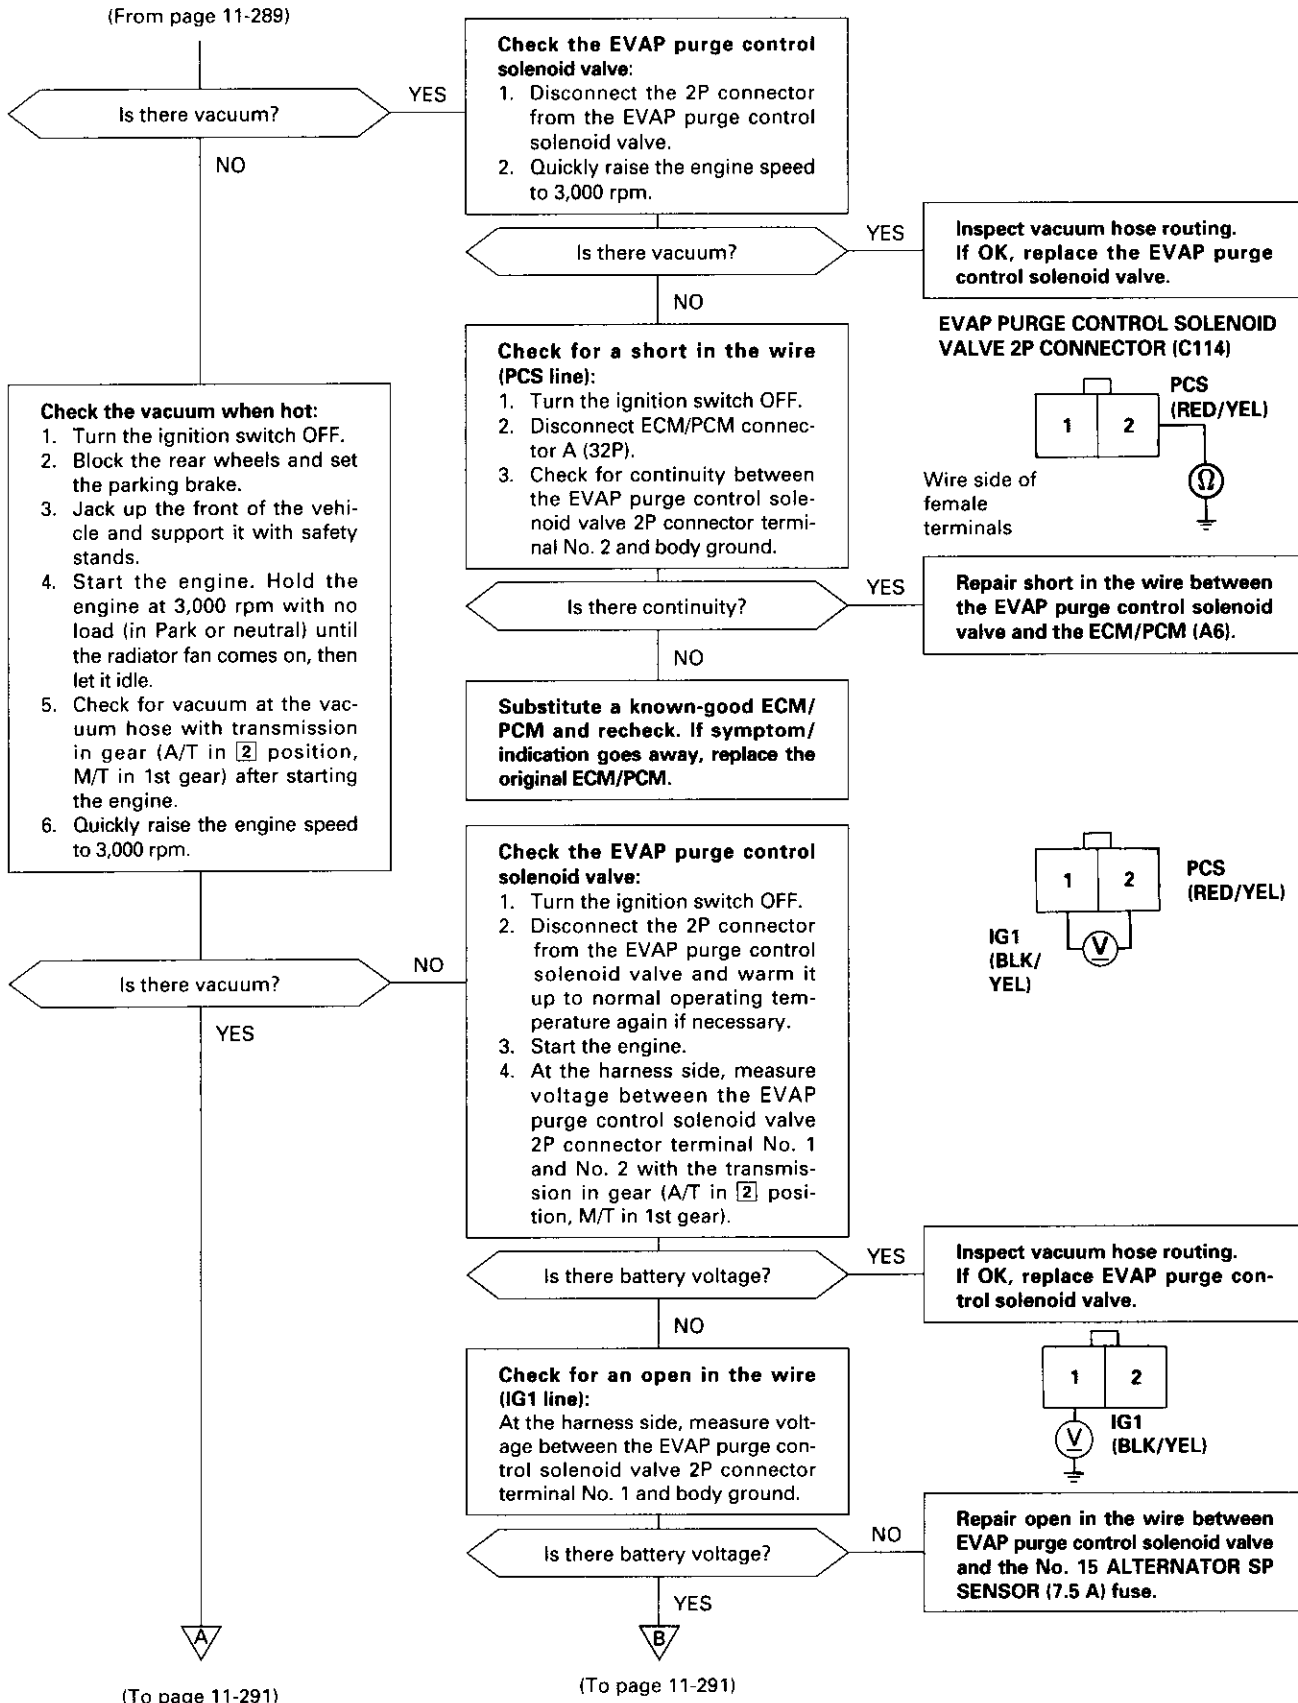 (From page 11-289)
Is there vacuum?
YES
NO
Check the EVAP purge control
solenoid valve:
1. Disconnect the 2P connector
from the EVAP purge control
solenoid valve.
2. Quickly raise the engine speed
to 3,000 rpm.
Is there vacuum?
YES
NO
Inspect vacuum hose routing.
If OK, replace the EVAP purge
control solenoid valve.
EVAP PURGE CONTROL SOLENOID
VALVE 2P CONNECTOR (C114)
PCS
(RED/YEL)
1 2
Ω
Wire side of
female
terminals
Check for a short in the wire
(PCS line):
1. Turn the ignition switch OFF.
2. Disconnect ECM/PCM connec-
tor A (32P).
3. Check for continuity between
the EVAP purge control sole-
noid valve 2P connector termi-
nal No. 2 and body ground.
Is there continuity?
YES
NO
Repair short in the wire between
the EVAP purge control solenoid
valve and the ECM/PCM (A6).
Substitute a known-good ECM/
PCM and recheck. If symptom/
indication goes away, replace the
original ECM/PCM.
Check the vacuum when hot:
1. Turn the ignition switch OFF.
2. Block the rear wheels and set
the parking brake.
3. Jack up the front of the vehi-
cle and support it with safety
stands.
4. Start the engine. Hold the
engine at 3,000 rpm with no
load (in Park or neutral) until
the radiator fan comes on, then
let it idle.
5. Check for vacuum at the vac-
uum hose with transmission
in gear (A/T in 2 position,
M/T in 1st gear) after starting
the engine.
6. Quickly raise the engine speed
to 3,000 rpm.
Is there vacuum?
NO
YES
Check the EVAP purge control
solenoid valve:
1. Turn the ignition switch OFF.
2. Disconnect the 2P connector
from the EVAP purge control
solenoid valve and warm it
up to normal operating tem-
perature again if necessary.
3. Start the engine.
4. At the harness side, measure
voltage between the EVAP
purge control solenoid valve
2P connector terminal No. 1
and No. 2 with the transmis-
sion in gear (A/T in 2 posi-
tion, M/T in 1st gear).
1 2
PCS
(RED/YEL)
IG1
(BLK/
YEL)
V
Is there battery voltage?
YES
NO
Inspect vacuum hose routing.
If OK, replace EVAP purge con-
trol solenoid valve.
Check for an open in the wire
(IG1 line):
At the harness side, measure volt-
age between the EVAP purge con-
trol solenoid valve 2P connector
terminal No. 1 and body ground.
1 2
IG1
(BLK/YEL)
V
Is there battery voltage?
NO
YES
Repair open in the wire between
EVAP purge control solenoid valve
and the No. 15 ALTERNATOR SP
SENSOR (7.5 A) fuse.
A
(To page 11-291)
B
(To page 11-291)